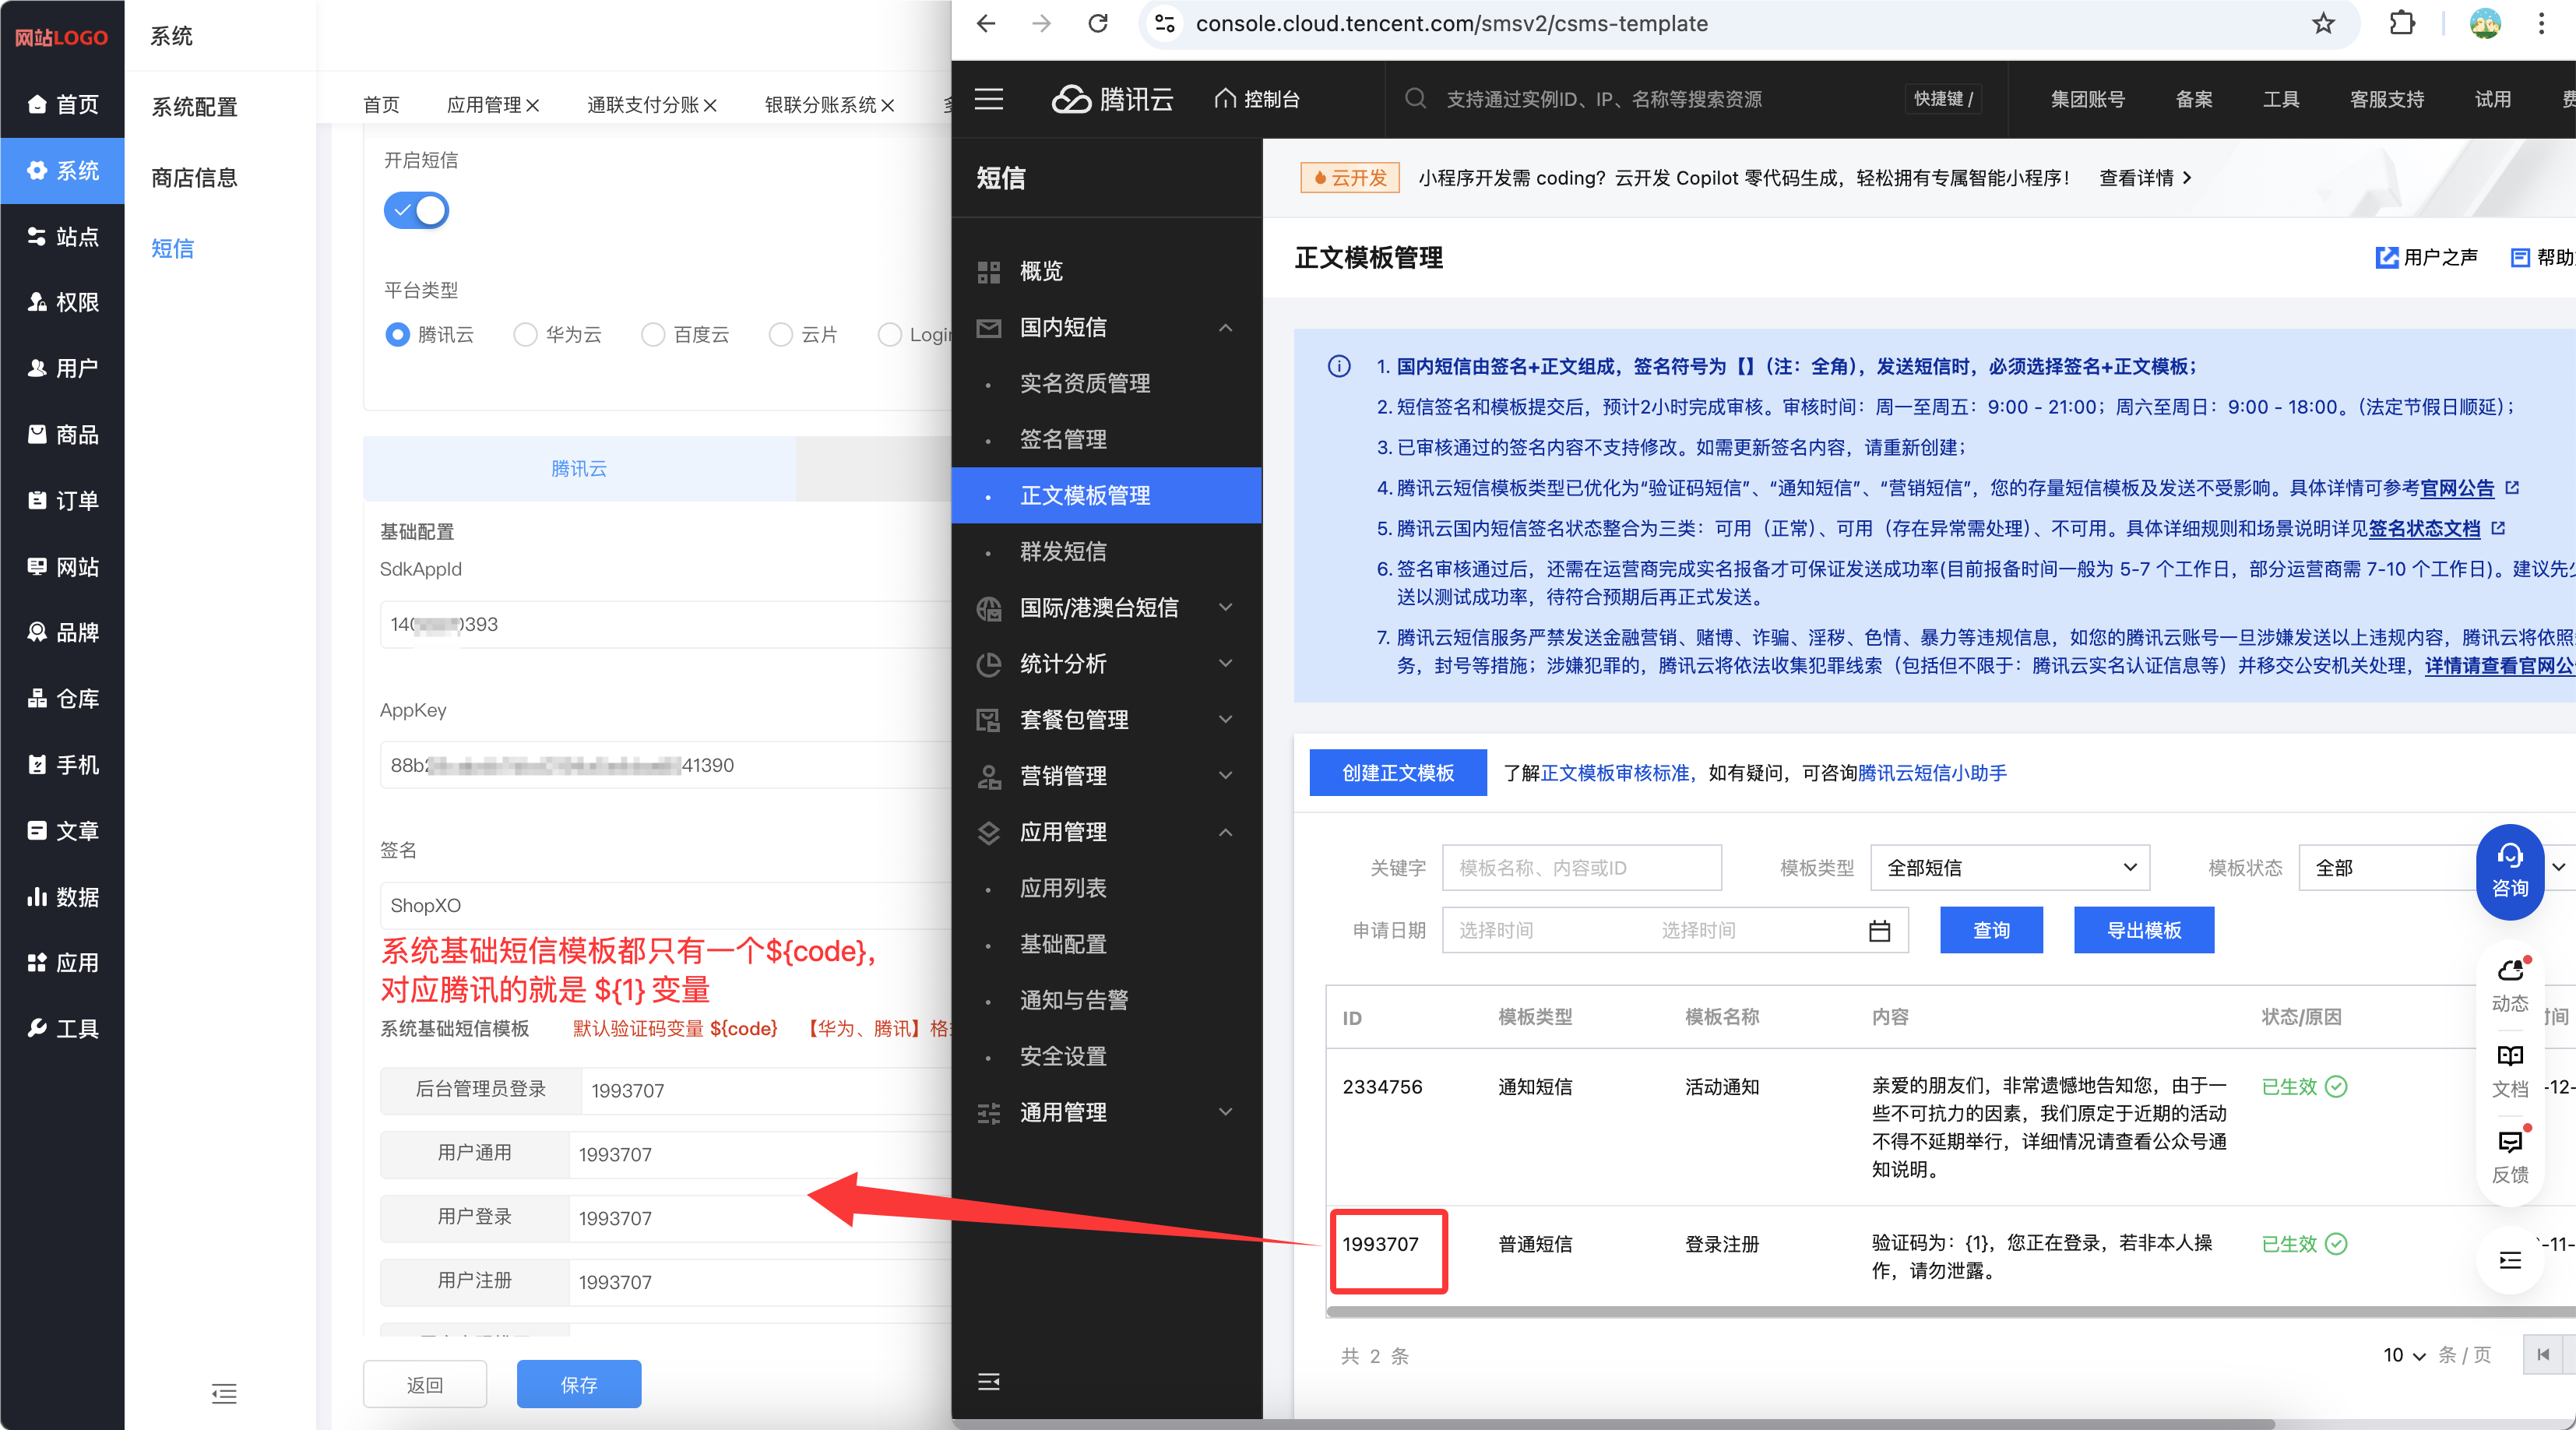 网站LOGO
首页
系统
站点
权限
用户
商品
订单
网站
品牌
仓库
手机
文章
数据
应用
工具
系统
系统配置
商店信息
短信
首页
应用管理
通联支付分账
银联分账系统
开启短信
平台类型
腾讯云
华为云
百度云
云片
腾讯云
基础配置
SdkAppId
AppKey
签名
ShopXO
系统基础短信模板都只有一个${code},
对应腾讯的就是 ${1} 变量
系统基础短信模板 默认验证码变量 ${code} 【华为、腾讯】
后台管理员登录 1993707
用户通用 1993707
用户登录 1993707
用户注册 1993707
返回
保存
console.cloud.tencent.com/smsv2/csms-template
腾讯云
控制台
支持通过实例ID、IP、名称等搜索资源
快捷键 /
集团账号
备案
工具
客服支持
试用
短信
概览
国内短信
实名资质管理
签名管理
正文模板管理
群发短信
国际/港澳台短信
统计分析
套餐包管理
营销管理
应用管理
应用列表
基础配置
通知与告警
安全设置
通用管理
云开发 小程序开发需 coding？云开发 Copilot 零代码生成，轻松拥有专属智能小程序！ 查看详情
正文模板管理
用户之声
帮助
1. 国内短信由签名+正文组成，签名符号为【】（注：全角），发送短信时，必须选择签名+正文模板；
2. 短信签名和模板提交后，预计2小时完成审核。审核时间：周一至周五：9:00 - 21:00；周六至周日：9:00 - 18:00。（法定节假日顺延）；
3. 已审核通过的签名内容不支持修改。如需更新签名内容，请重新创建；
4. 腾讯云短信模板类型已优化为“验证码短信”、“通知短信”、“营销短信”，您的存量短信模板及发送不受影响。具体详情可参考官网公告
5. 腾讯云国内短信签名状态整合为三类：可用（正常）、可用（存在异常需处理）、不可用。具体详细规则和场景说明详见签名状态文档
6. 签名审核通过后，还需在运营商完成实名报备才可保证发送成功率(目前报备时间一般为 5-7 个工作日，部分运营商需 7-10 个工作日)。建议先
送以测试成功率，待符合预期后再正式发送。
7. 腾讯云短信服务严禁发送金融营销、赌博、诈骗、淫秽、色情、暴力等违规信息，如您的腾讯云账号一旦涉嫌发送以上违规内容，腾讯云将依照
务，封号等措施；涉嫌犯罪的，腾讯云将依法收集犯罪线索（包括但不限于：腾讯云实名认证信息等）并移交公安机关处理，详情请查看官网公
创建正文模板
了解正文模板审核标准，如有疑问，可咨询腾讯云短信小助手
关键字 模板名称、内容或ID 模板类型 全部短信 模板状态 全部
申请日期 选择时间 选择时间 查询 导出模板
ID 模板类型 模板名称 内容 状态/原因
2334756 通知短信 活动通知 亲爱的朋友们，非常遗憾地告知您，由于一 已生效
些不可抗力的因素，我们原定于近期的活动
不得不延期举行，详细情况请查看公众号通
知说明。
1993707 普通短信 登录注册 验证码为：{1}，您正在登录，若非本人操 已生效
作，请勿泄露。
共 2 条
10 条 / 页
咨询
动态
文档
反馈